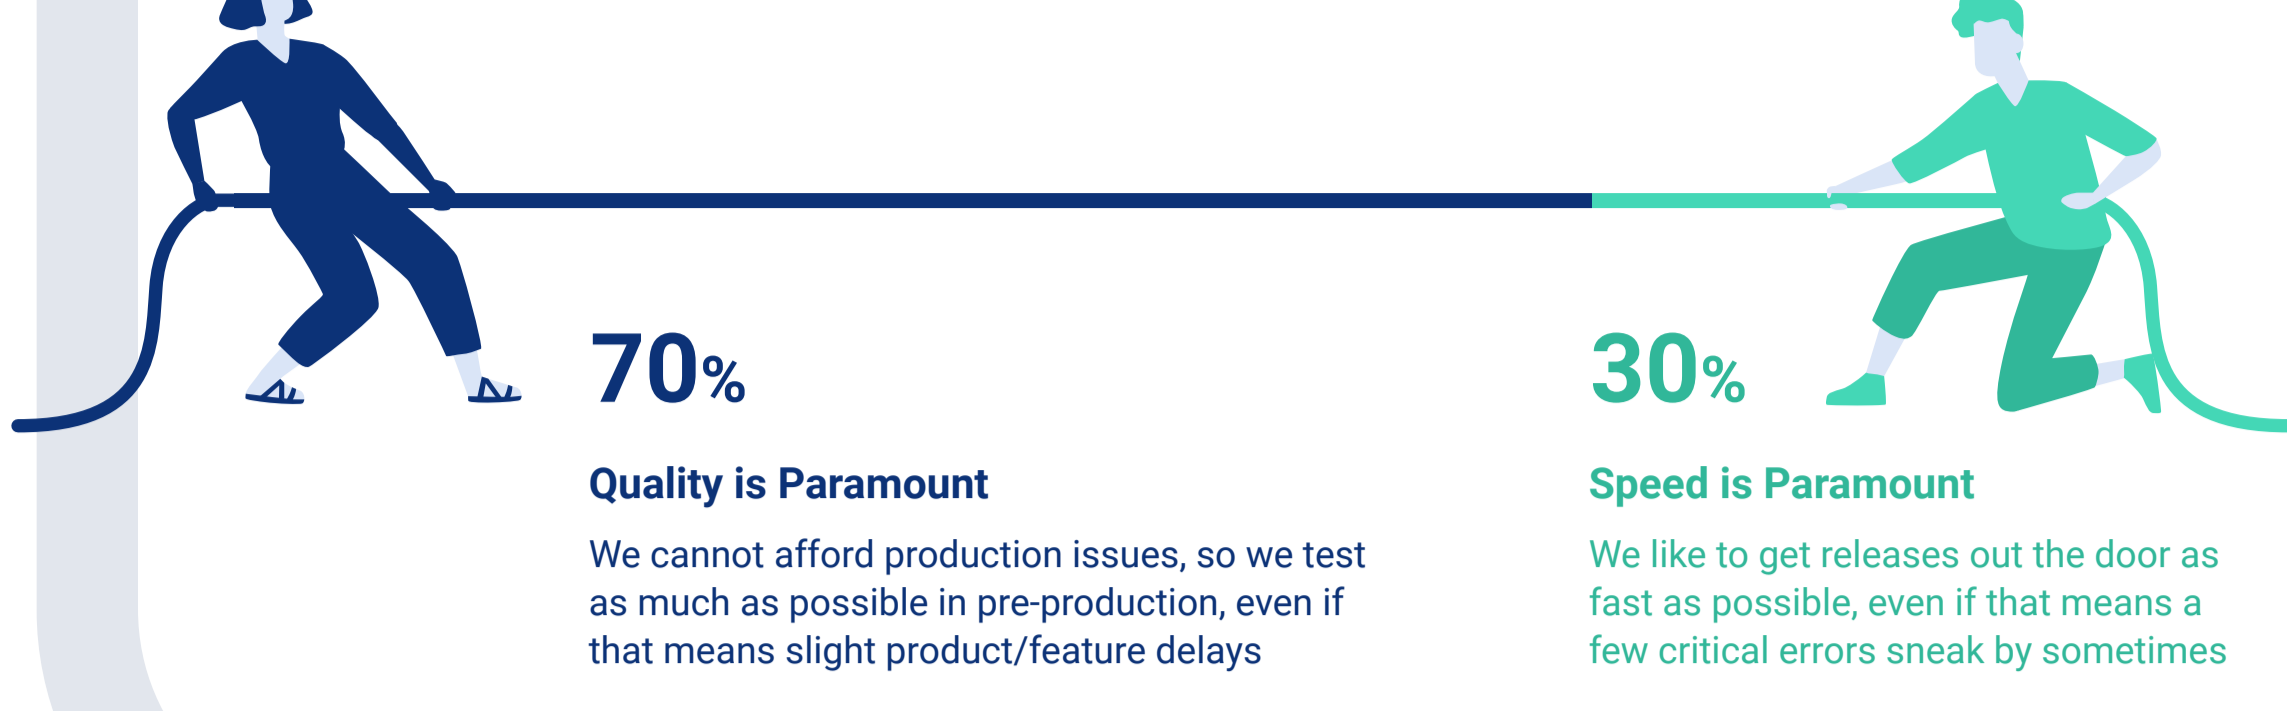 70%
Quality is Paramount
We cannot afford production issues, so we test
as much as possible in pre-production, even if
that means slight product/feature delays
30%
Speed is Paramount
We like to get releases out the door as
fast as possible, even if that means a
few critical errors sneak by sometimes